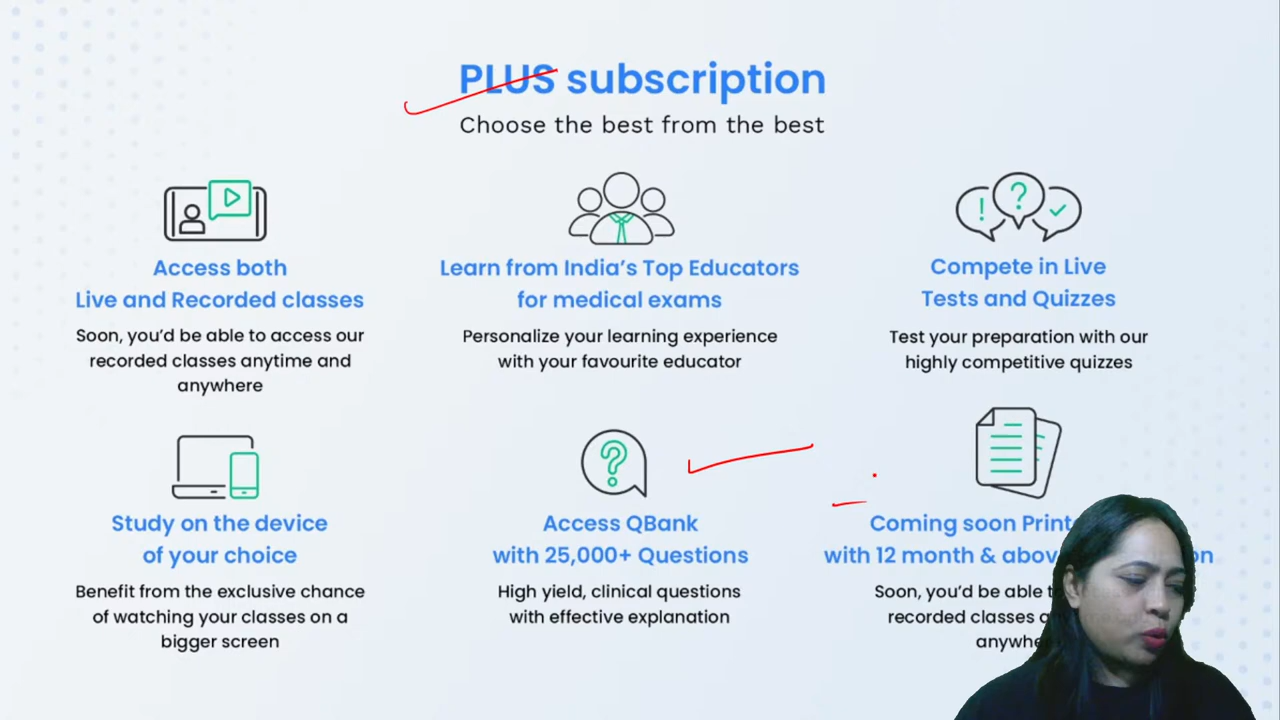 PLUS subscription
Choose the best from the best
Access both
Live and Recorded classes
Soon, you'd be able to access our
recorded classes anytime and
anywhere
Learn from India's Top Educators
for medical exams
Personalize your learning experience
with your favourite educator
Compete in Live
Tests and Quizzes
Test your preparation with our
highly competitive quizzes
Study on the device
of your choice
Benefit from the exclusive chance
of watching your classes on a
bigger screen
Access QBank
with 25,000+ Questions
High yield, clinical questions
with effective explanation
Coming soon
with 12 month &
Soon, you'd be able
recorded classes